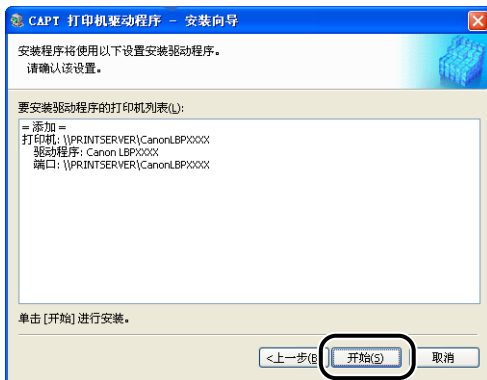 CAPT 打印机驱动程序 - 安装向导
安装程序将使用以下设置安装驱动程序。
请确认该设置。
要安装驱动程序的打印机列表(L):
= 添加 =
打印机: \\PRINTSERVER\CanonLBPXXXX
驱动程序: Canon LBPXXXX
端口: \\PRINTSERVER\CanonLBPXXXX
单击 [开始] 进行安装。
<上一步(B 开始(S) 取消